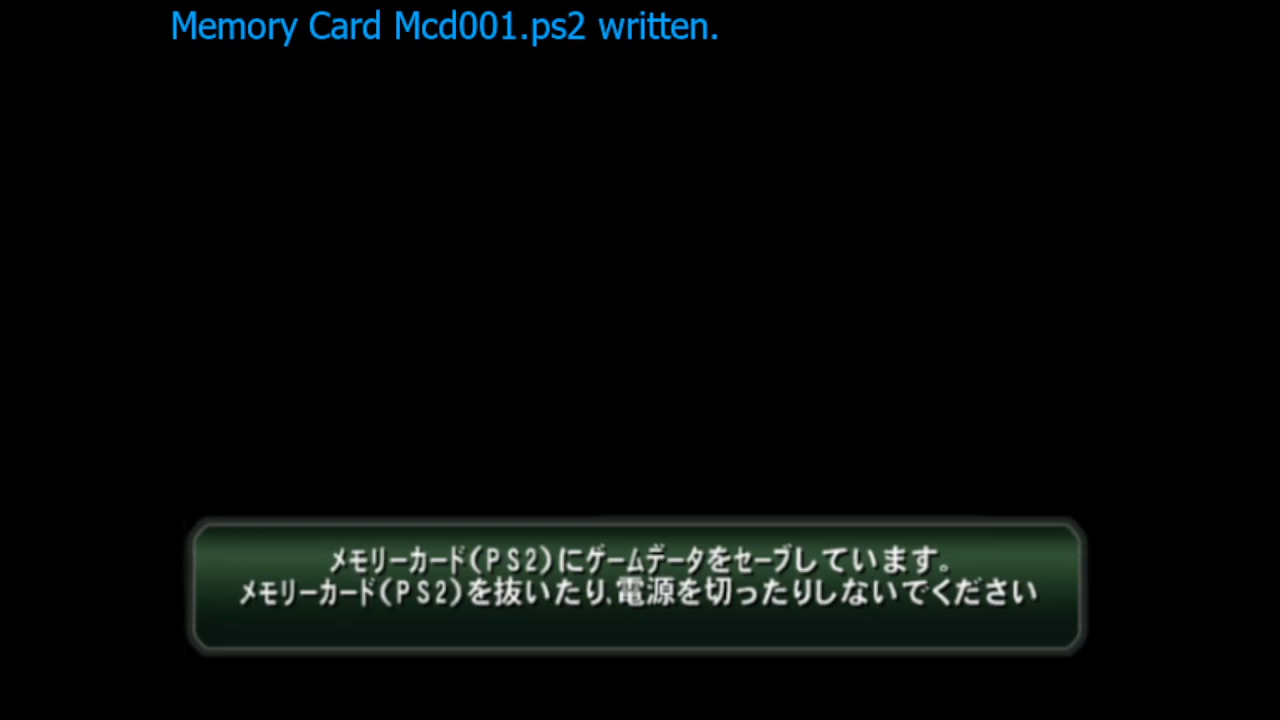 Memory Card Mcd001.ps2 written.
メモリーカード(PS2)にゲームデータをセーブしています。
メモリーカード(PS2)を抜いたり、電源を切ったりしないでください